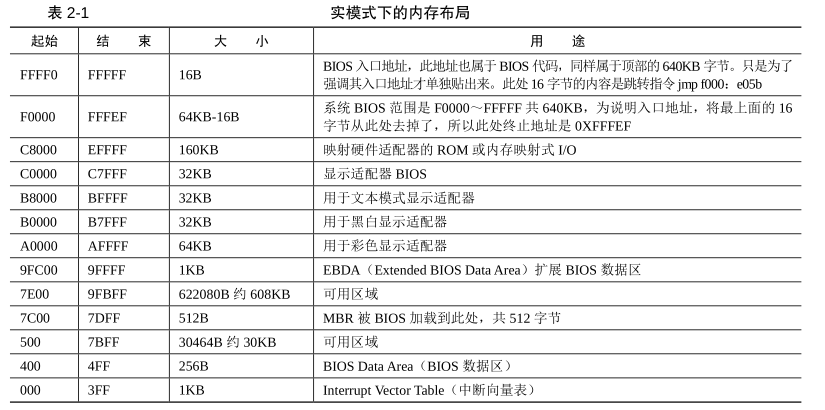 表 2-1 实模式下的内存布局
起始 结 束 大 小 用 途
FFFF0 FFFFF 16B BIOS 入口地址，此地址也属于 BIOS 代码，同样属于顶部的 640KB 字节。只是为了
强调其入口地址才单独贴出来。此处 16 字节的内容是跳转指令 jmp f000：e05b
F0000 FFFEF 64KB-16B 系统 BIOS 范围是 F0000～FFFFF 共 640KB，为说明入口地址，将最上面的 16
字节从此处去掉了，所以此处终止地址是 0XFFFEF
C8000 EFFFF 160KB 映射硬件适配器的 ROM 或内存映射式 I/O
C0000 C7FFF 32KB 显示适配器 BIOS
B8000 BFFFF 32KB 用于文本模式显示适配器
B0000 B7FFF 32KB 用于黑白显示适配器
A0000 AFFFF 64KB 用于彩色显示适配器
9FC00 9FFFF 1KB EBDA（Extended BIOS Data Area）扩展 BIOS 数据区
7E00 9FBFF 622080B 约 608KB 可用区域
7C00 7DFF 512B MBR 被 BIOS 加载到此处，共 512 字节
500 7BFF 30464B 约 30KB 可用区域
400 4FF 256B BIOS Data Area（BIOS 数据区）
000 3FF 1KB Interrupt Vector Table（中断向量表）